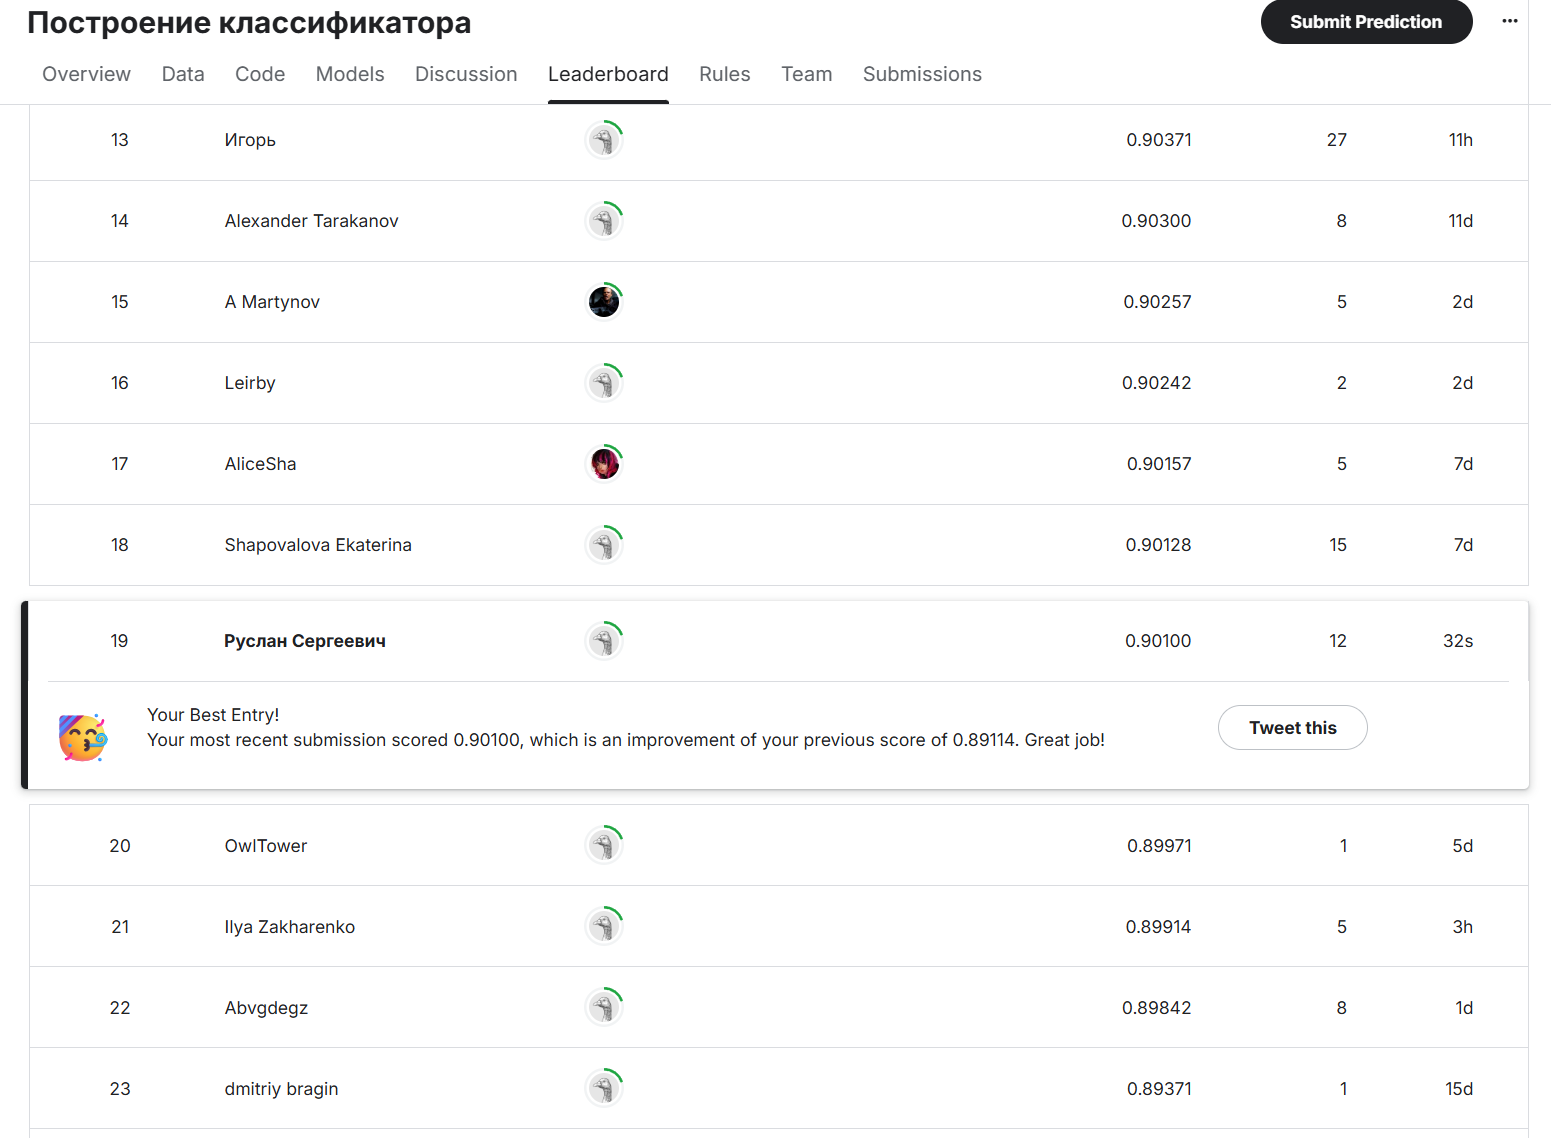 Построение классификатора
Submit Prediction
Overview Data Code Models Discussion Leaderboard Rules Team Submissions
13 Игорь 0.90371 27 11h
14 Alexander Tarakanov 0.90300 8 11d
15 A Martynov 0.90257 5 2d
16 Leirby 0.90242 2 2d
17 AliceSha 0.90157 5 7d
18 Shapovalova Ekaterina 0.90128 15 7d
19 Руслан Сергеевич 0.90100 12 32s
Your Best Entry!
Your most recent submission scored 0.90100, which is an improvement of your previous score of 0.89114. Great job!
Tweet this
20 OwlTower 0.89971 1 5d
21 Ilya Zakharenko 0.89914 5 3h
22 Abvgdegz 0.89842 8 1d
23 dmitriy bragin 0.89371 1 15d